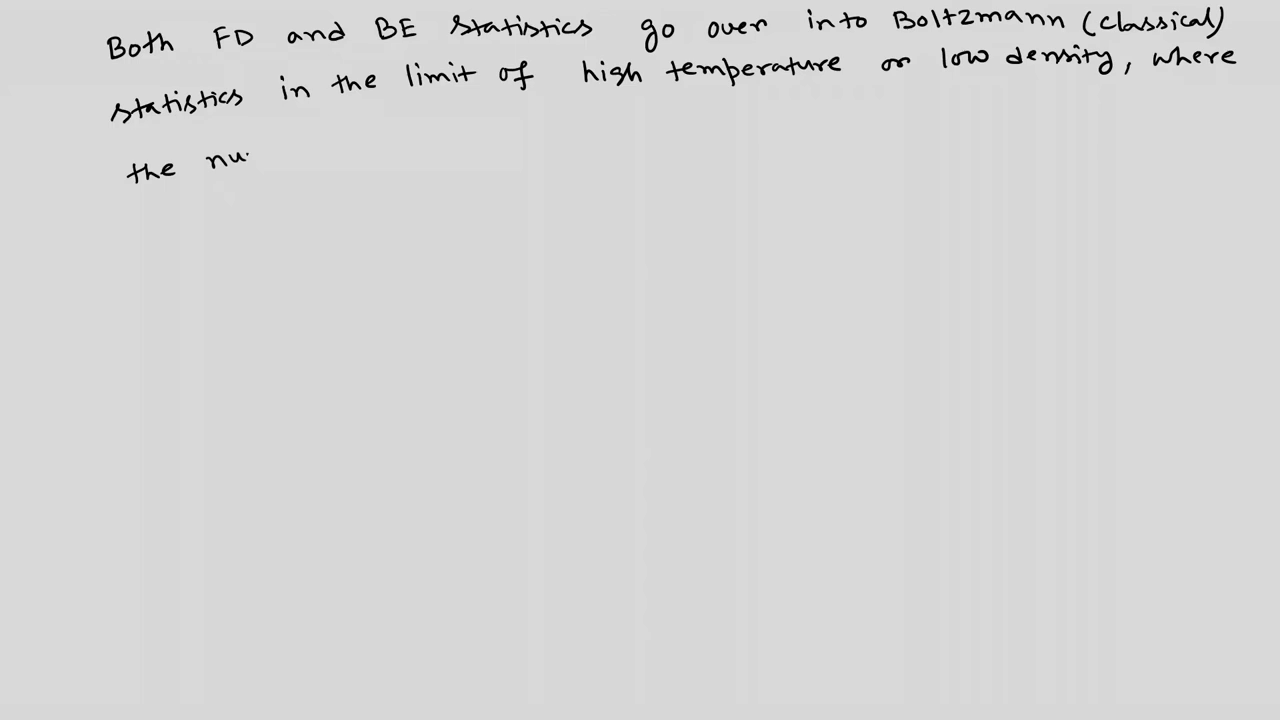 Both FD and BE statistics go over into Boltzmann (classical)
statistics in the limit of high temperature or low density, where
the nu